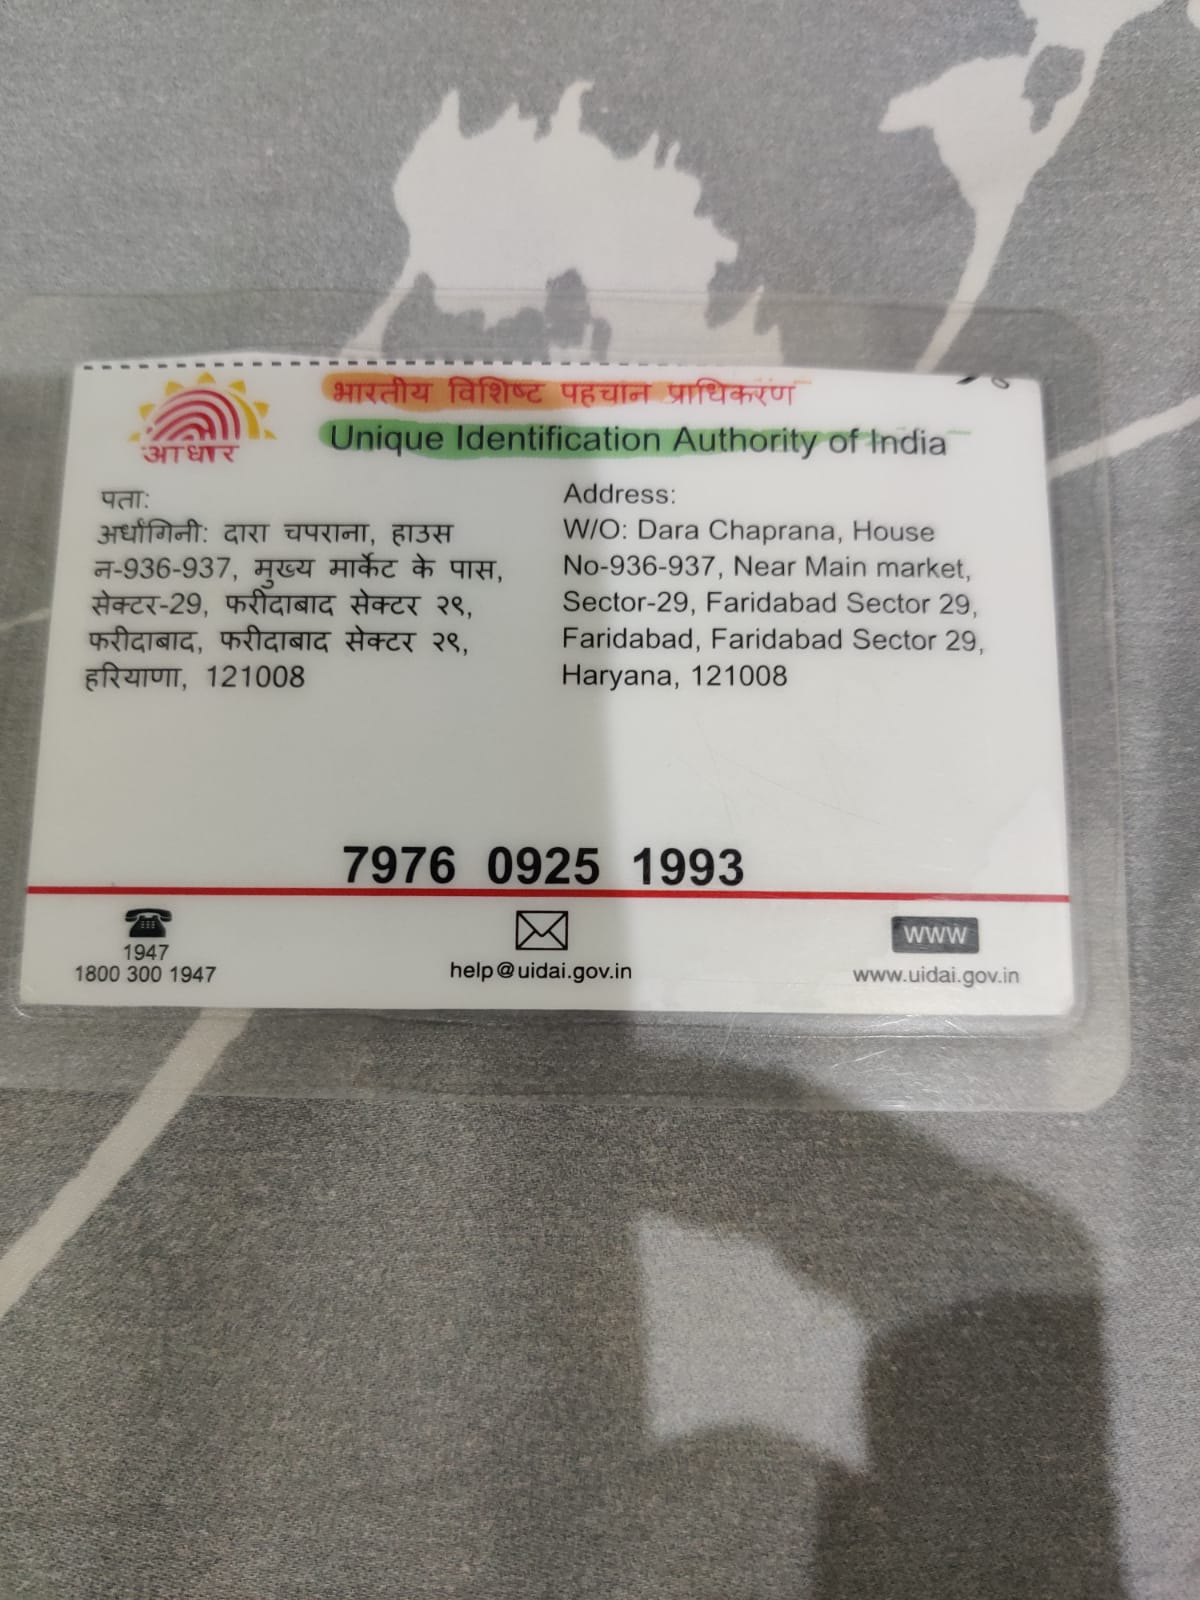 आधार
भारतीय विशिष्ट पहचान प्राधिकरण
Unique Identification Authority of India
पता:
अर्धांगिनी: दारा चपराना, हाउस
न-936-937, मुख्य मार्केट के पास,
सेक्टर-29, फरीदाबाद सेक्टर २९,
फरीदाबाद, फरीदाबाद सेक्टर २९,
हरियाणा, 121008
Address:
W/O: Dara Chaprana, House
No-936-937, Near Main market,
Sector-29, Faridabad Sector 29,
Faridabad, Faridabad Sector 29,
Haryana, 121008
7976 0925 1993
1947
1800 300 1947
help@uidai.gov.in
www
www.uidai.gov.in